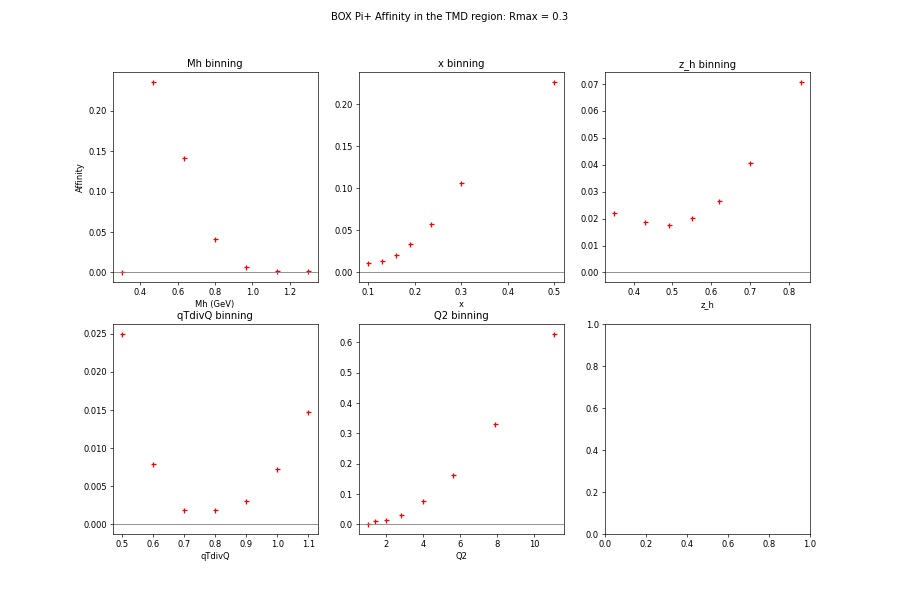 BOX Pi+ Affinity in the TMD region: Rmax = 0.3
Mh binning
Affinity
0.20
0.15
0.10
0.05
0.00
0.4 0.6 0.8 1.0 1.2
Mh (GeV)
x binning
0.20
0.15
0.10
0.05
0.00
0.1 0.2 0.3 0.4 0.5
x
z_h binning
0.07
0.06
0.05
0.04
0.03
0.02
0.01
0.00
0.4 0.5 0.6 0.7 0.8
z_h
qTdivQ binning
0.025
0.020
0.015
0.010
0.005
0.000
0.5 0.6 0.7 0.8 0.9 1.0 1.1
qTdivQ
Q2 binning
0.6
0.5
0.4
0.3
0.2
0.1
0.0
2 4 6 8 10
Q2
1.0
0.8
0.6
0.4
0.2
0.0
0.0 0.2 0.4 0.6 0.8 1.0